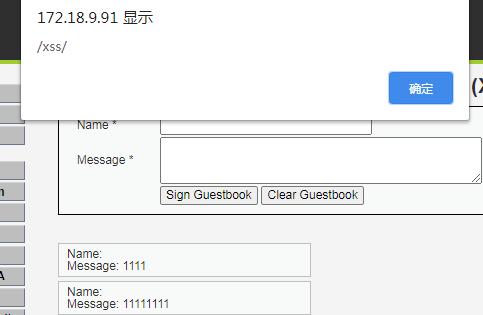 172.18.9.91 显示
/xss/
确定
(X
Name *
Message *
Sign Guestbook Clear Guestbook
m
A
Name:
Message: 1111
Name:
Message: 11111111